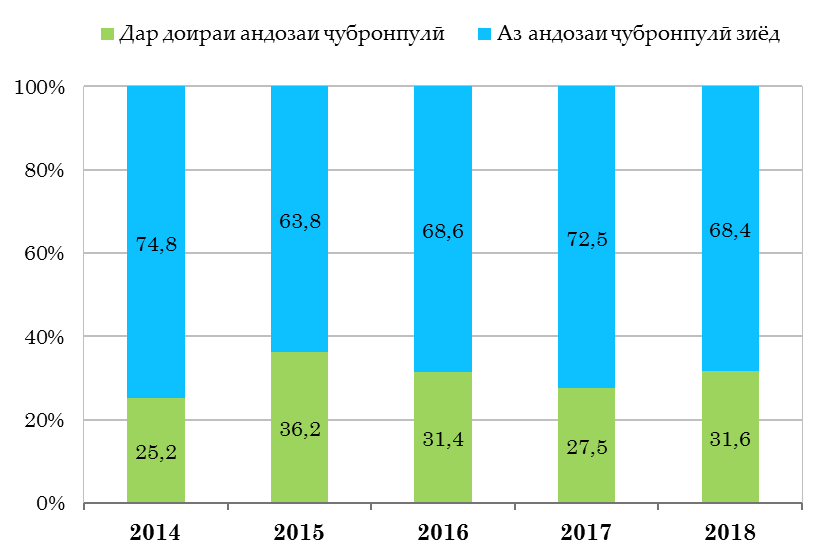 Дар доираи андозаи ҷубронпулӣ Аз андозаи ҷубронпулӣ зиёд
100%
80%
60%
40%
20%
0%
74,8 63,8 68,6 72,5 68,4
25,2 36,2 31,4 27,5 31,6
2014 2015 2016 2017 2018